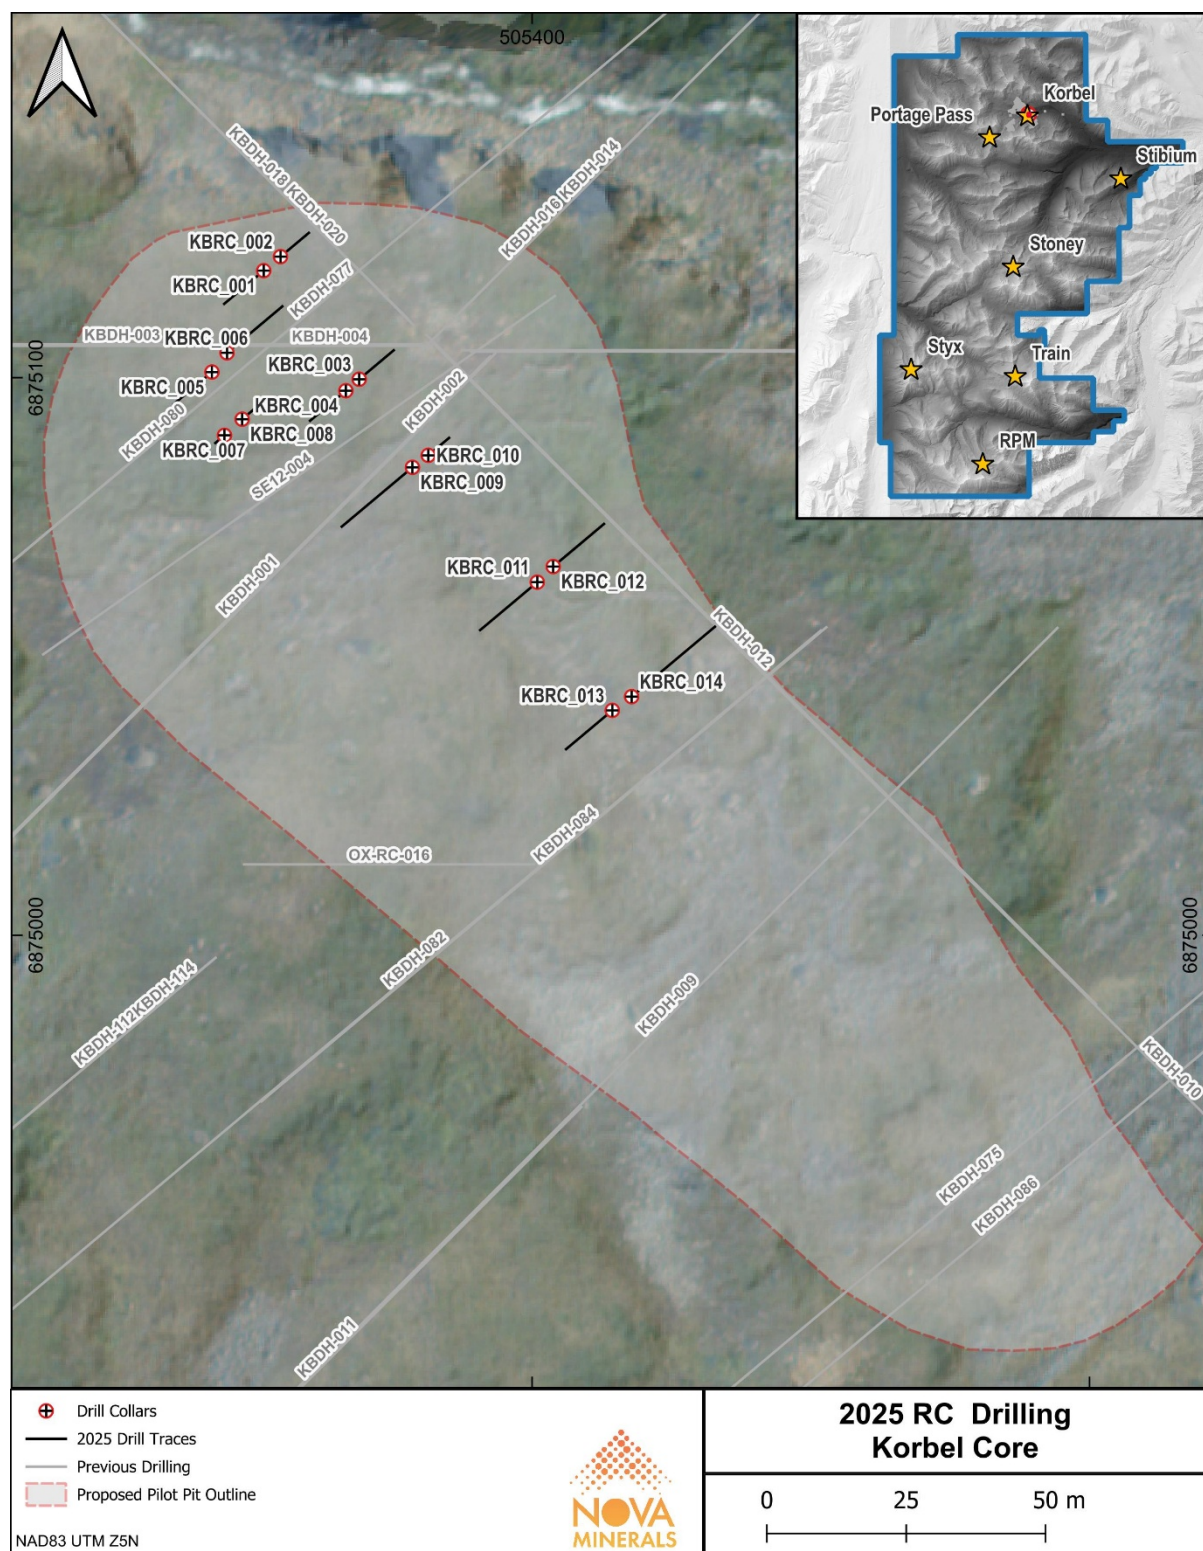 505400
Korbel
Portage Pass
Stibium
Stoney
Styx
Train
RPM
KBDH-018|KBDH-020
KBDH-016|KBDH-014
KBRC_002
KBRC_001
KBDH-077
KBDH-003
KBRC_006
KBDH-004
KBRC_003
6875100
KBRC_005
KBDH-002
KBRC_004
KBDH-080
KBRC_008
KBRC_007
KBRC_010
SE12-004
KBRC_009
KBDH-001
KBRC_011
KBRC_012
KBDH-012
KBRC_014
KBRC_013
KBDH-084
OX-RC-016
6875000
6875000
KBDH-082
KBDH-112KBDH-114
KBDH-009
KBDH-010
KBDH-075
KBDH-086
KBDH-011
Drill Collars
2025 Drill Traces
Previous Drilling
Proposed Pilot Pit Outline
NAD83 UTM Z5N
NOVA
MINERALS
2025 RC Drilling
Korbel Core
0 25 50 m